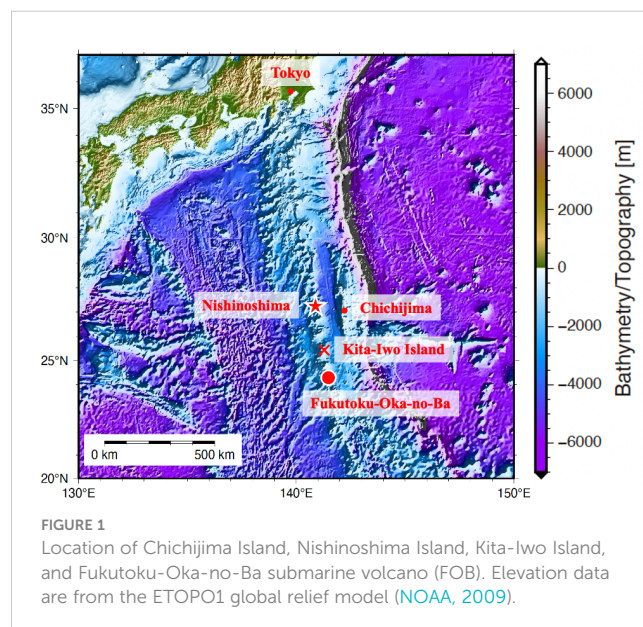 Tokyo
35°N
30°N
Nishinoshima
Chichijima
Kita-Iwo Island
25°N
Fukutoku-Oka-no-Ba
0 km 500 km
20°N
130°E 140°E 150°E
6000
4000
2000
0
−2000
−4000
−6000
Bathymetry/Topography [m]
FIGURE 1
Location of Chichijima Island, Nishinoshima Island, Kita-Iwo Island,
and Fukutoku-Oka-no-Ba submarine volcano (FOB). Elevation data
are from the ETOPO1 global relief model (NOAA, 2009).